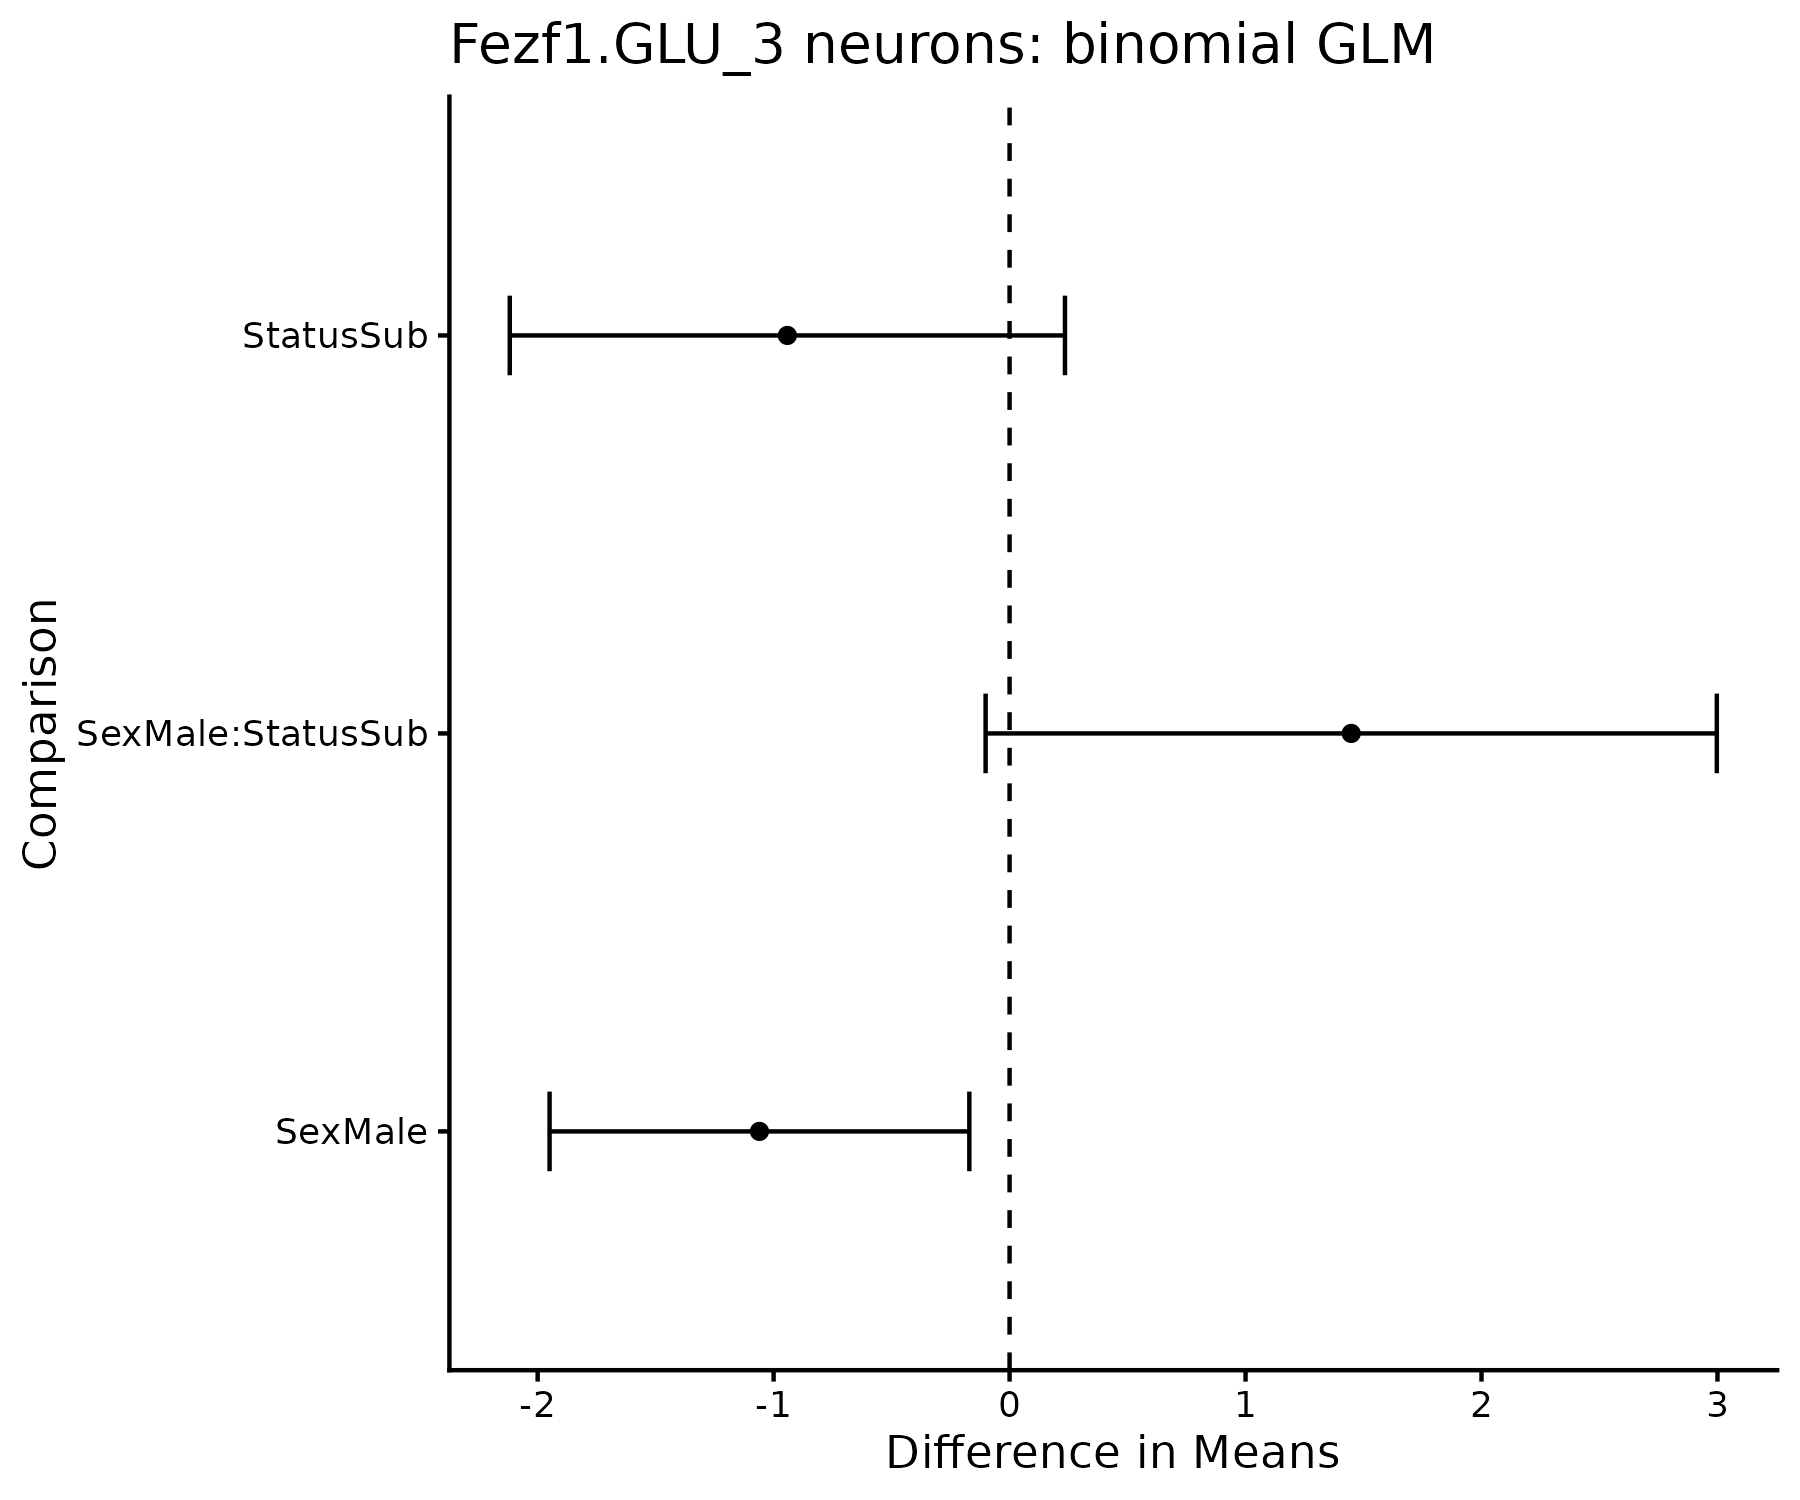 Fezf1.GLU_3 neurons: binomial GLM
StatusSub
SexMale:StatusSub
SexMale
Comparison
-2 -1 0 1 2 3
Difference in Means